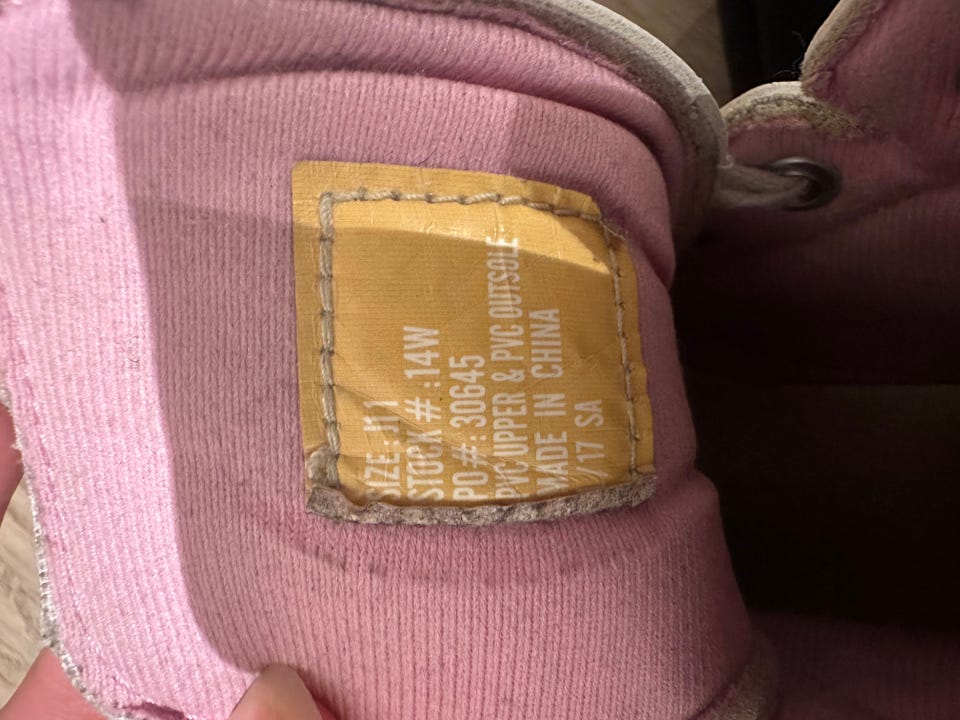 SIZE: J11
STOCK #: 14W
PO#: 30645
PVC UPPER & PVC OUTSOLE
MADE IN CHINA
/17 SA